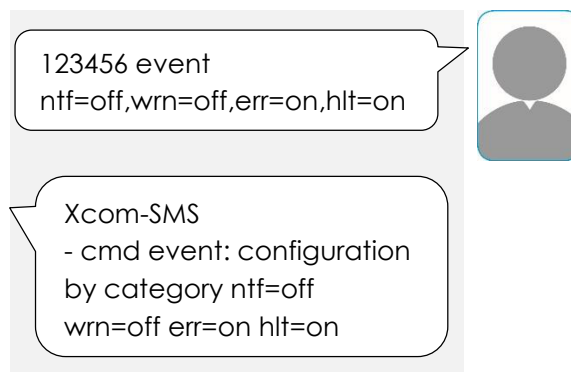 123456 event
ntf=off,wrn=off,err=on,hlt=on
Xcom-SMS
- cmd event: configuration
by category ntf=off
wrn=off err=on hlt=on